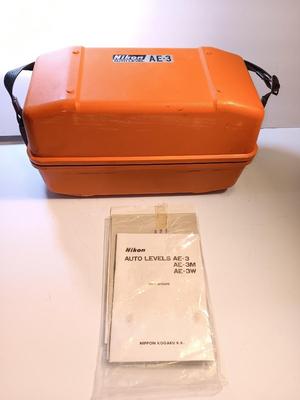 Nikon
AE-3
Nikon
AUTO LEVELS AE-3
AE-3M
AE-3W
NIPPON KOGAKU K.K.